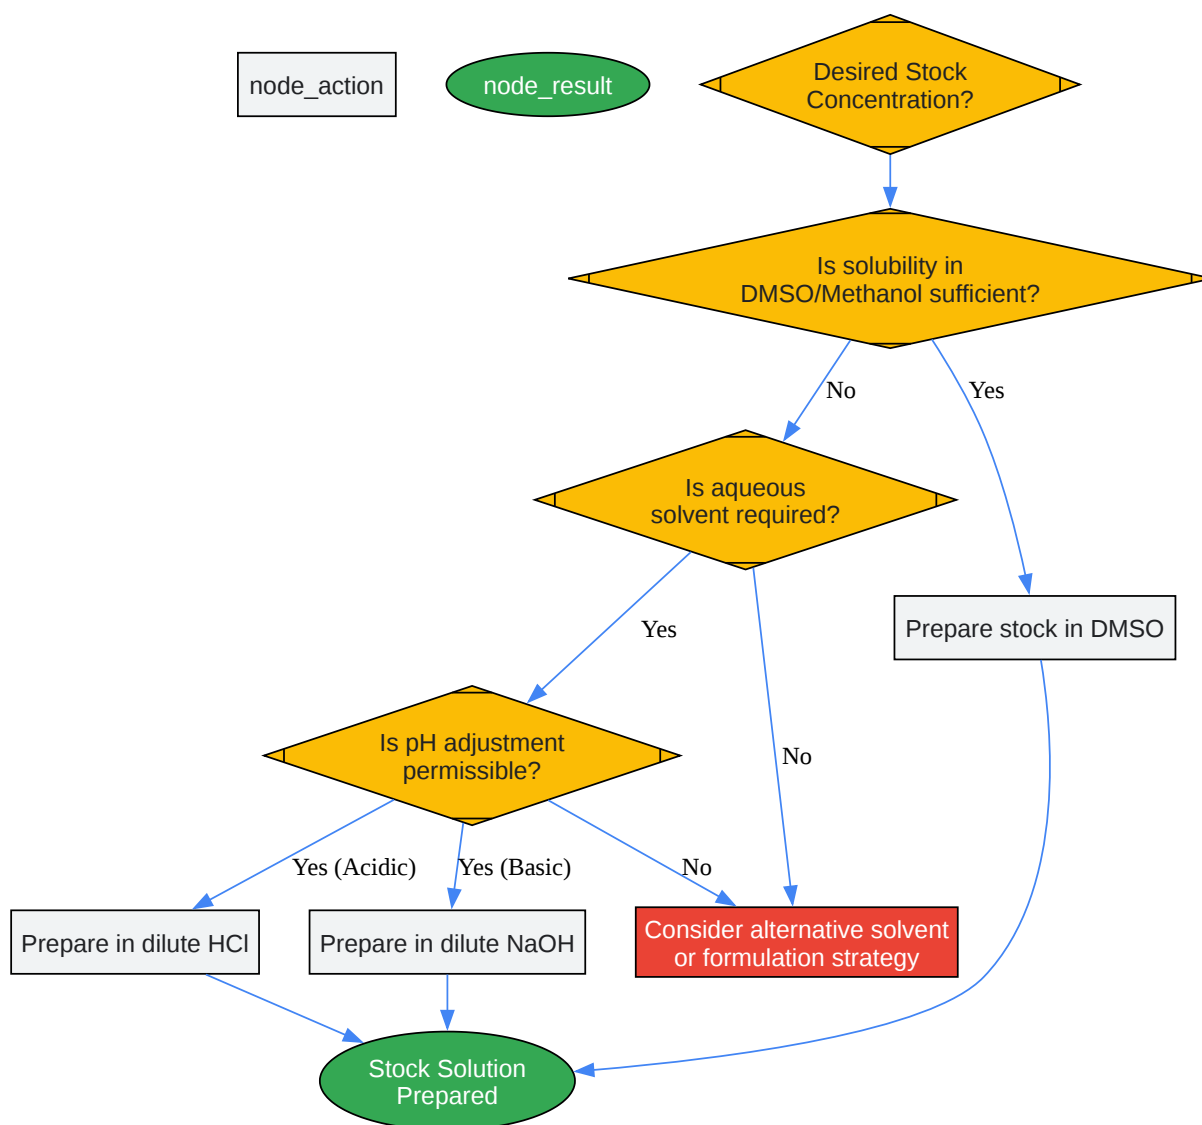 node_action
node_result
Desired Stock
Concentration?
Is solubility in
DMSO/Methanol sufficient?
No
Yes
Is aqueous
solvent required?
Yes
Prepare stock in DMSO
Is pH adjustment
permissible?
No
Yes (Acidic)
Yes (Basic)
No
Prepare in dilute HCl
Prepare in dilute NaOH
Consider alternative solvent
or formulation strategy
Stock Solution
Prepared